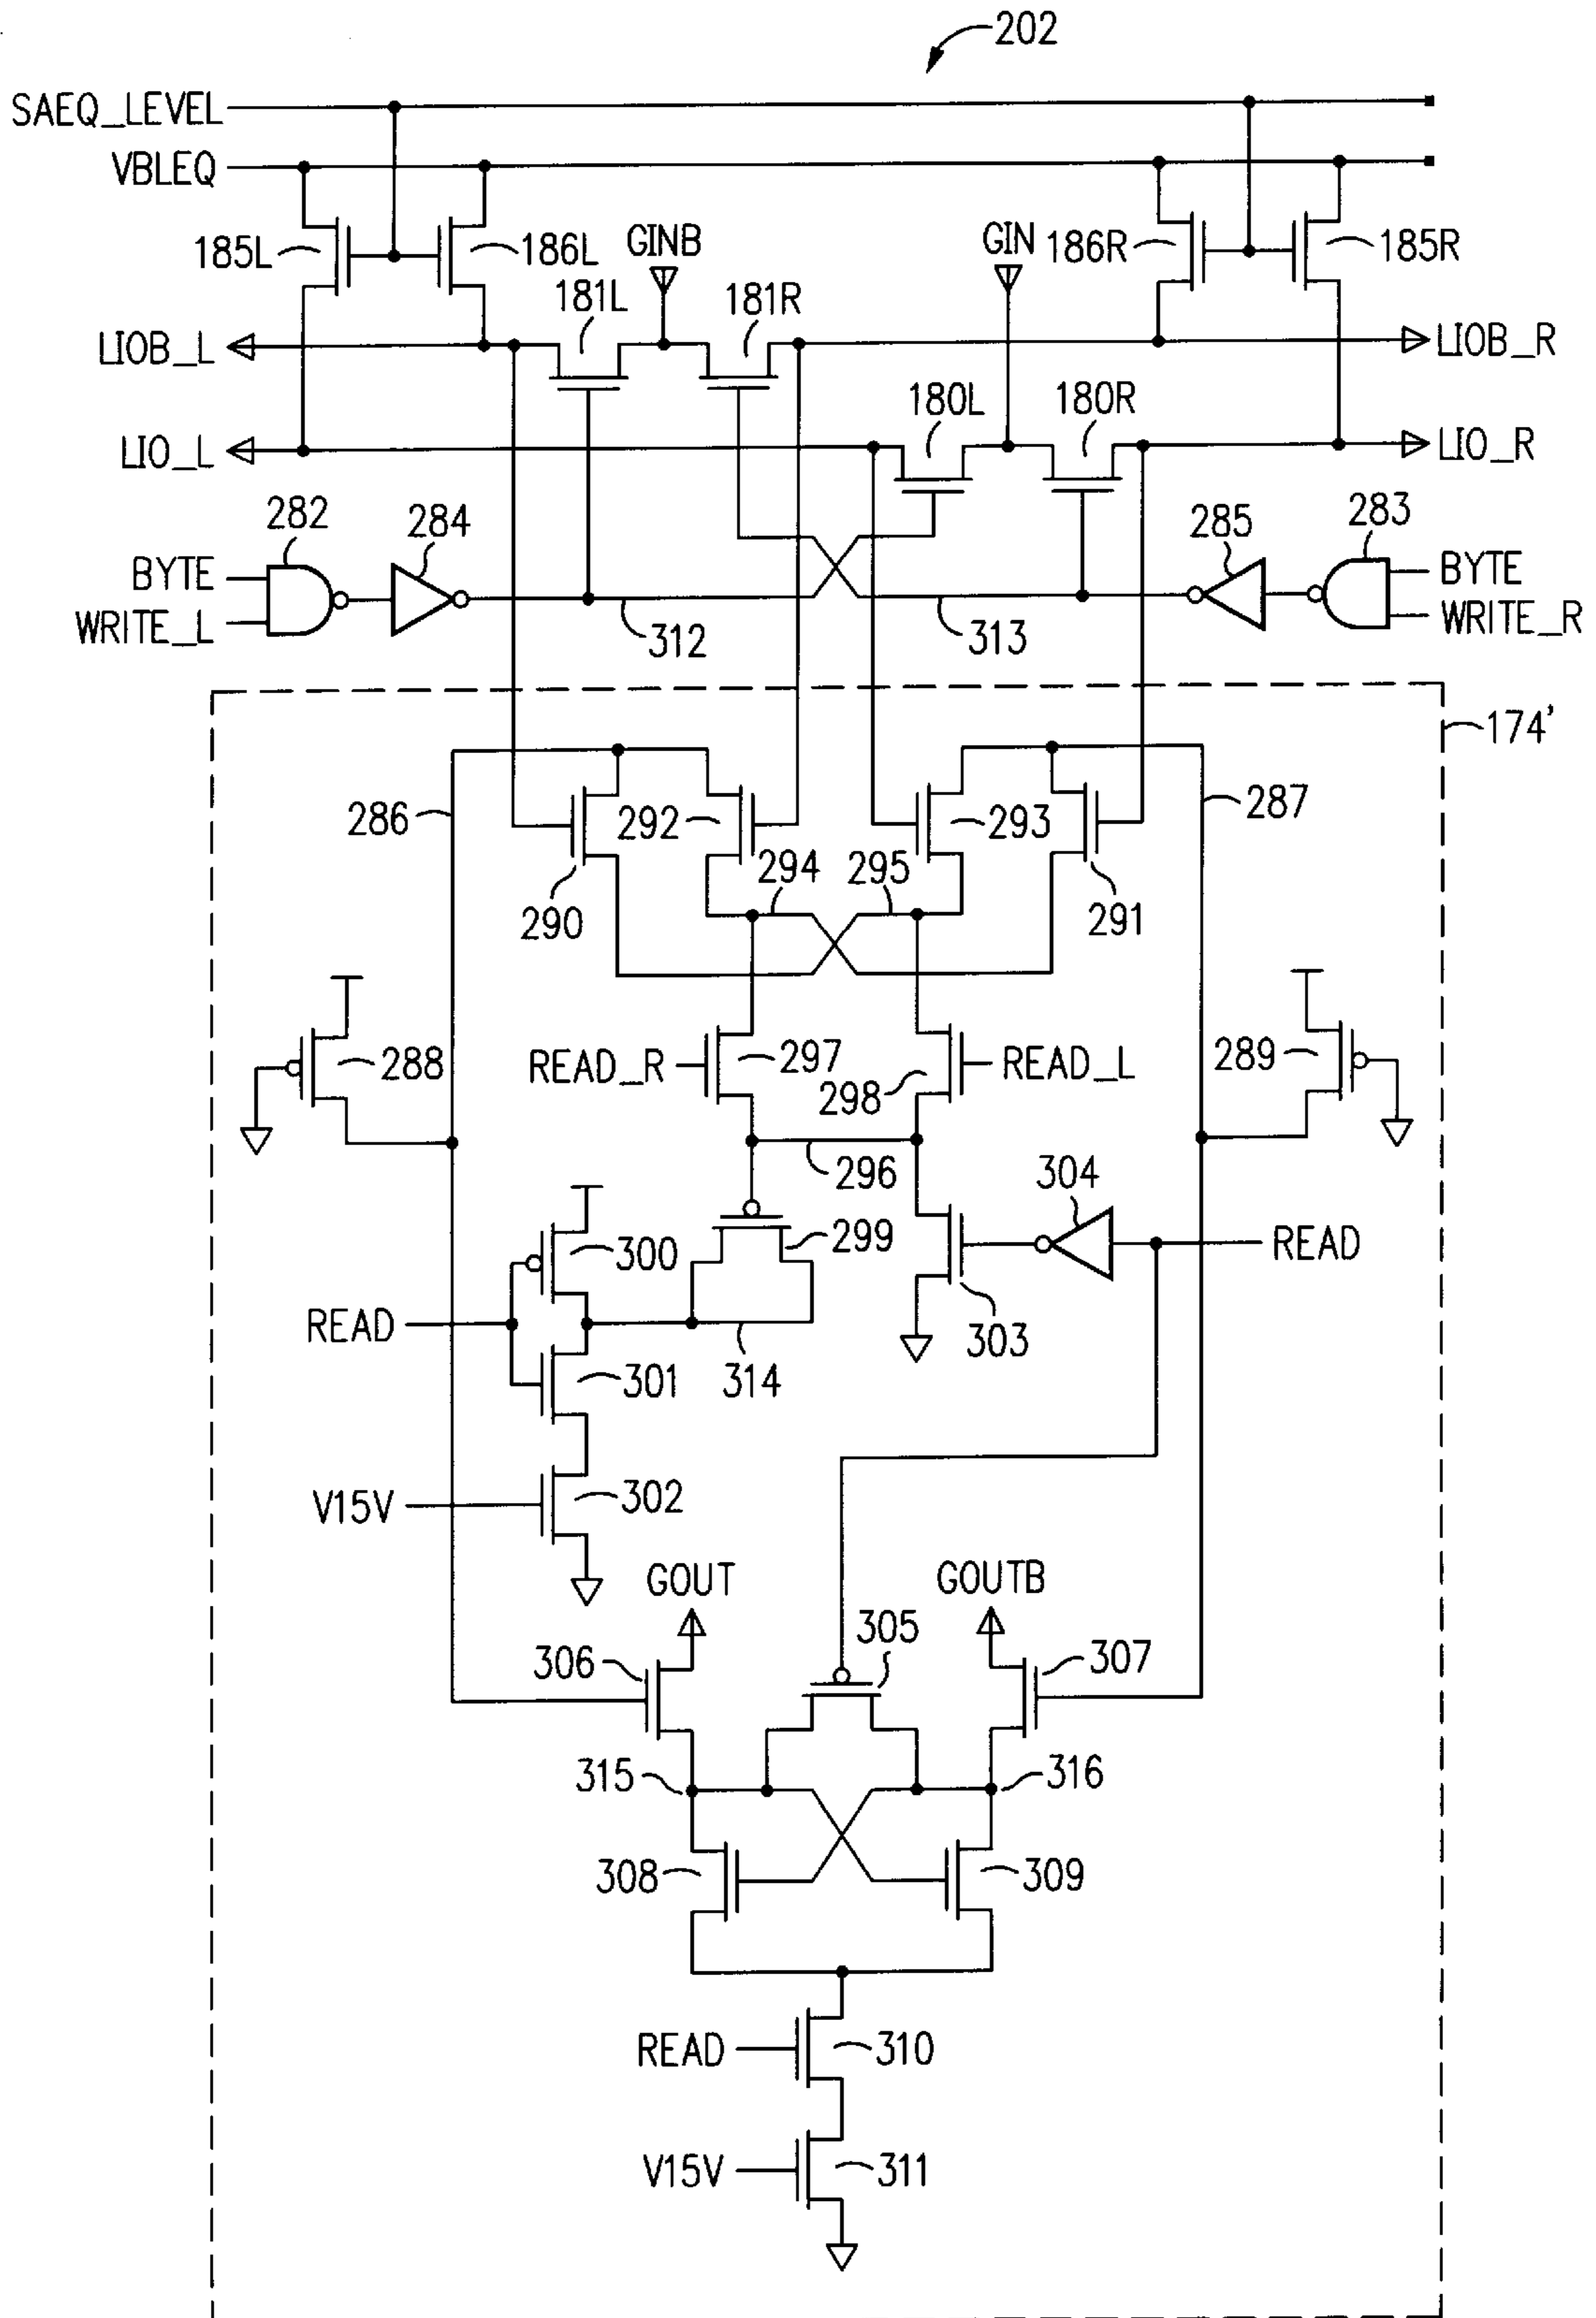 202
SAEQ_LEVEL
VBLEQ
185L
186L
GINB
GIN
186R
185R
181L
181R
LIOB_L
LIOB_R
180L
180R
LIO_L
LIO_R
282
284
285
283
BYTE
BYTE
WRITE_L
WRITE_R
312
313
174'
286
292
293
287
294
295
290
291
288
READ_R
297
298
READ_L
289
296
304
300
299
READ
READ
303
301
314
V15V
302
GOUT
GOUTB
305
306
307
315
316
308
309
READ
310
V15V
311